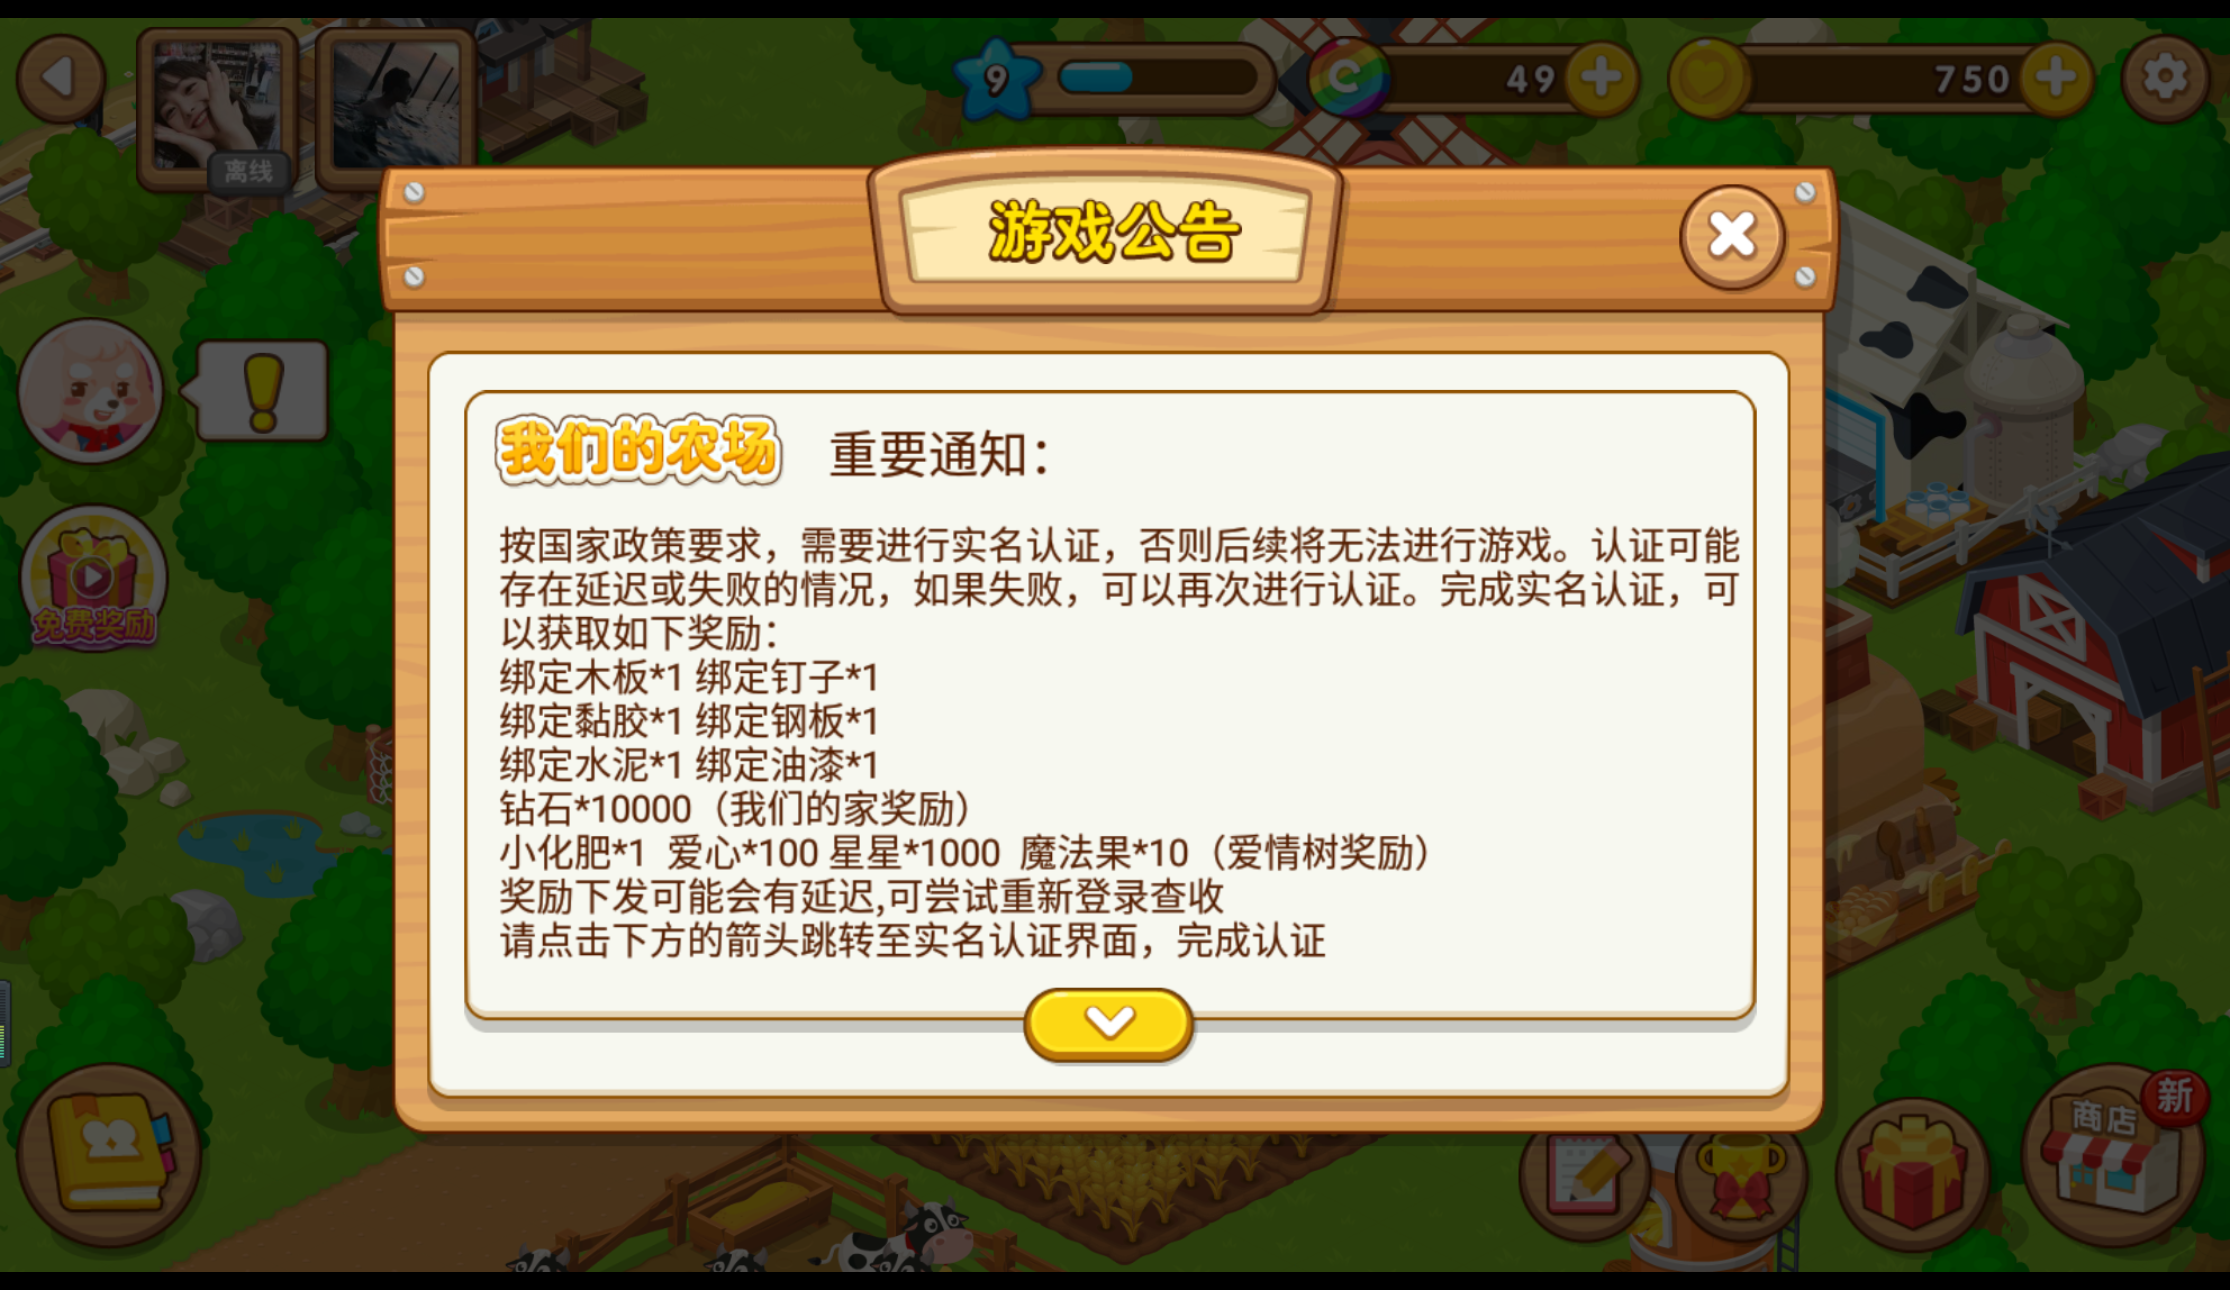 离线
9
49
750
游戏公告
我们的农场 重要通知：
按国家政策要求，需要进行实名认证，否则后续将无法进行游戏。认证可能
存在延迟或失败的情况，如果失败，可以再次进行认证。完成实名认证，可
以获取如下奖励：
绑定木板*1 绑定钉子*1
绑定黏胶*1 绑定钢板*1
绑定水泥*1 绑定油漆*1
钻石*10000（我们的家奖励）
小化肥*1 爱心*100 星星*1000 魔法果*10（爱情树奖励）
奖励下发可能会有延迟,可尝试重新登录查收
请点击下方的箭头跳转至实名认证界面，完成认证
免费奖励
商店
新